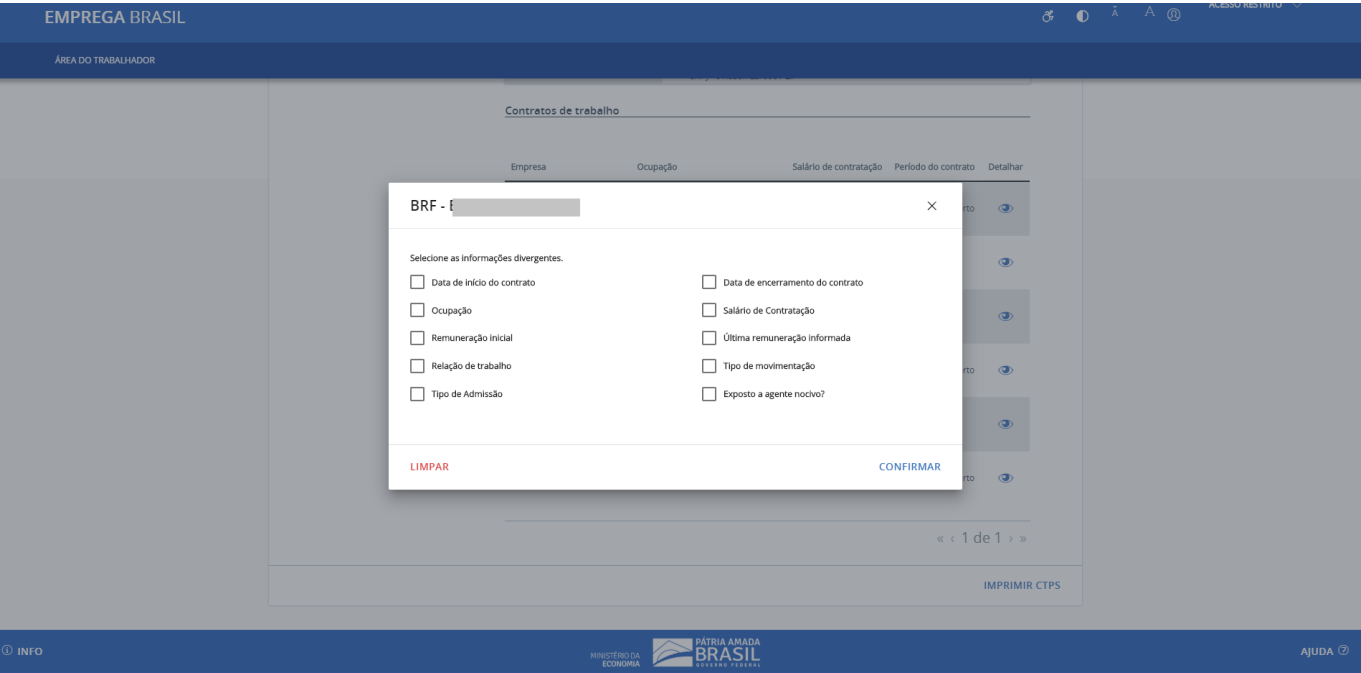 EMPREGA BRASIL
ACESSO RESTRITO
A A
ÁREA DO TRABALHADOR
Contratos de trabalho
Empresa Ocupação Salário de contratação Período do contrato Detalhar
BRF -
Selecione as informações divergentes.
Data de início do contrato Data de encerramento do contrato
Ocupação Salário de Contratação
Remuneração inicial Última remuneração informada
Relação de trabalho Tipo de movimentação
Tipo de Admissão Exposto a agente nocivo?
LIMPAR CONFIRMAR
« ‹ 1 de 1 › »
IMPRIMIR CTPS
INFO
MINISTÉRIO DA
ECONOMIA
PÁTRIA AMADA
BRASIL
GOVERNO FEDERAL
AJUDA